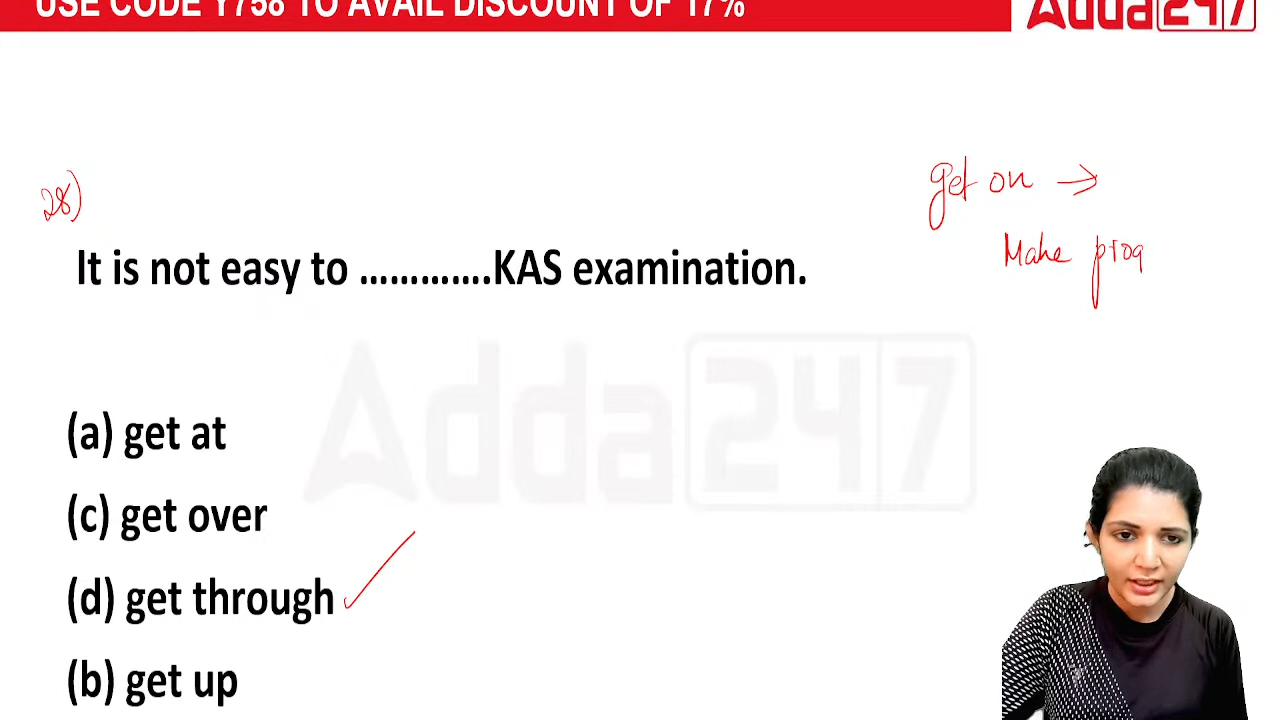 USE CODE Y758 TO AVAIL DISCOUNT OF 17%
Adda247
28)
get on →
Make prog
It is not easy to ………….KAS examination.
Adda247
(a) get at
(c) get over
(d) get through ✓
(b) get up